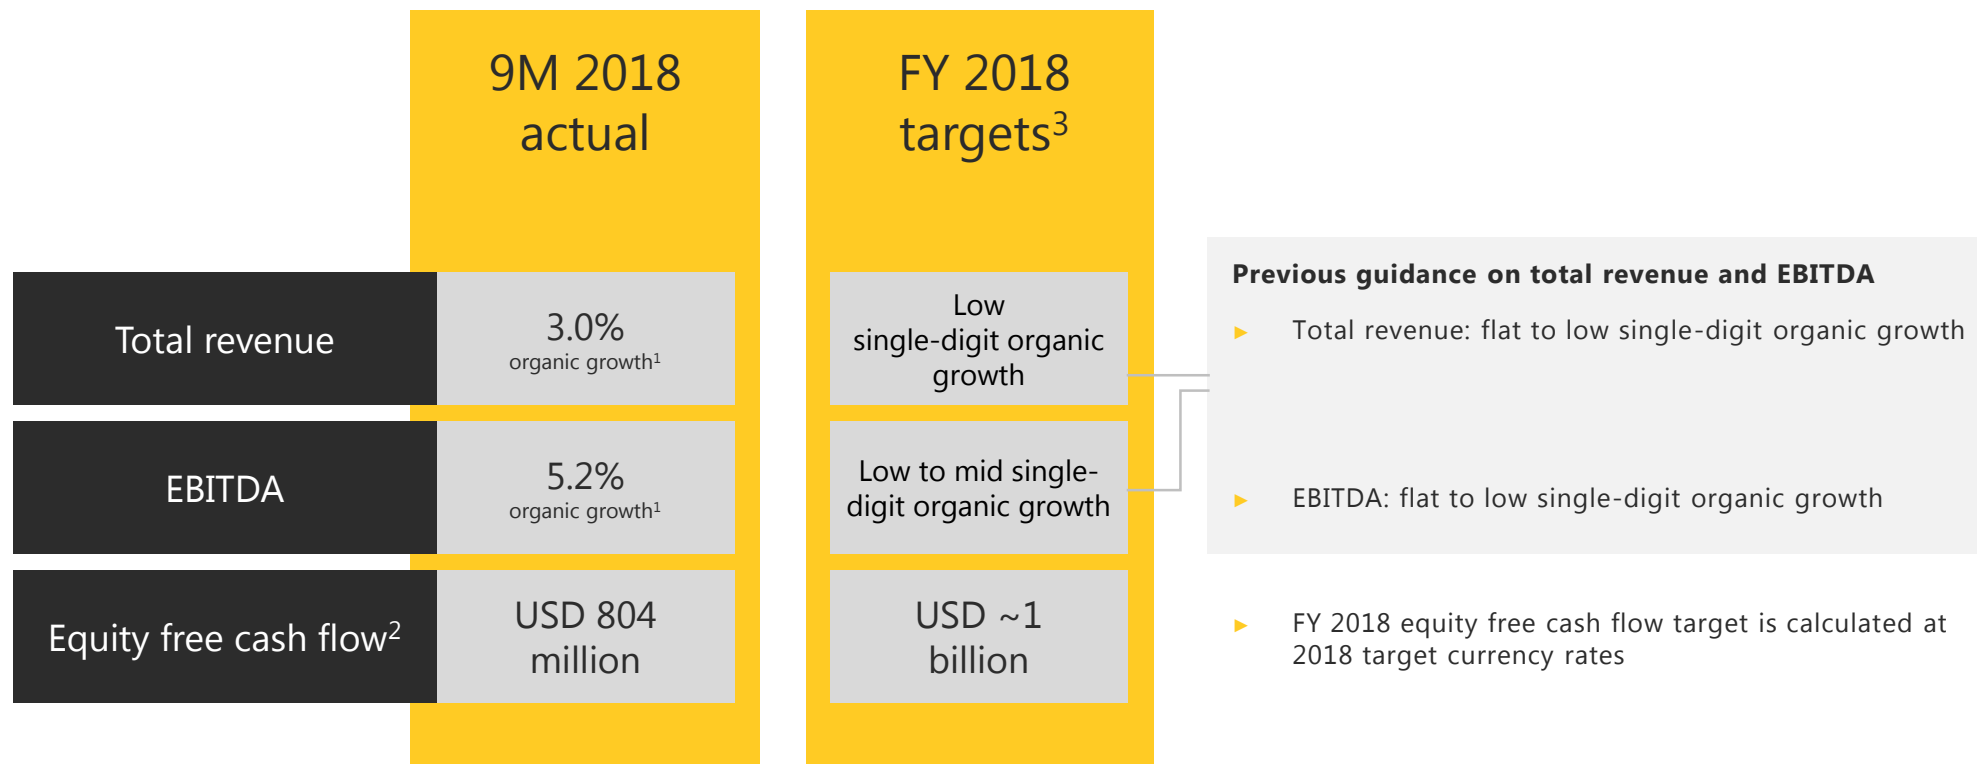 9M 2018
actual
FY 2018
targets³
Total revenue
3.0%
organic growth¹
Low
single-digit organic
growth
EBITDA
5.2%
organic growth¹
Low to mid single-
digit organic growth
Equity free cash flow²
USD 804
million
USD ~1
billion
Previous guidance on total revenue and EBITDA
► Total revenue: flat to low single-digit organic growth
► EBITDA: flat to low single-digit organic growth
► FY 2018 equity free cash flow target is calculated at
2018 target currency rates